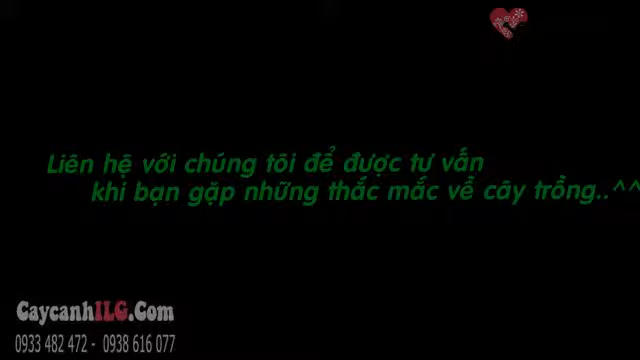 Liên hệ với chúng tôi để được tư vấn
khi bạn gặp những thắc mắc về cây trồng..^^
CaycanhILG.Com
0933 482 472 - 0938 616 077